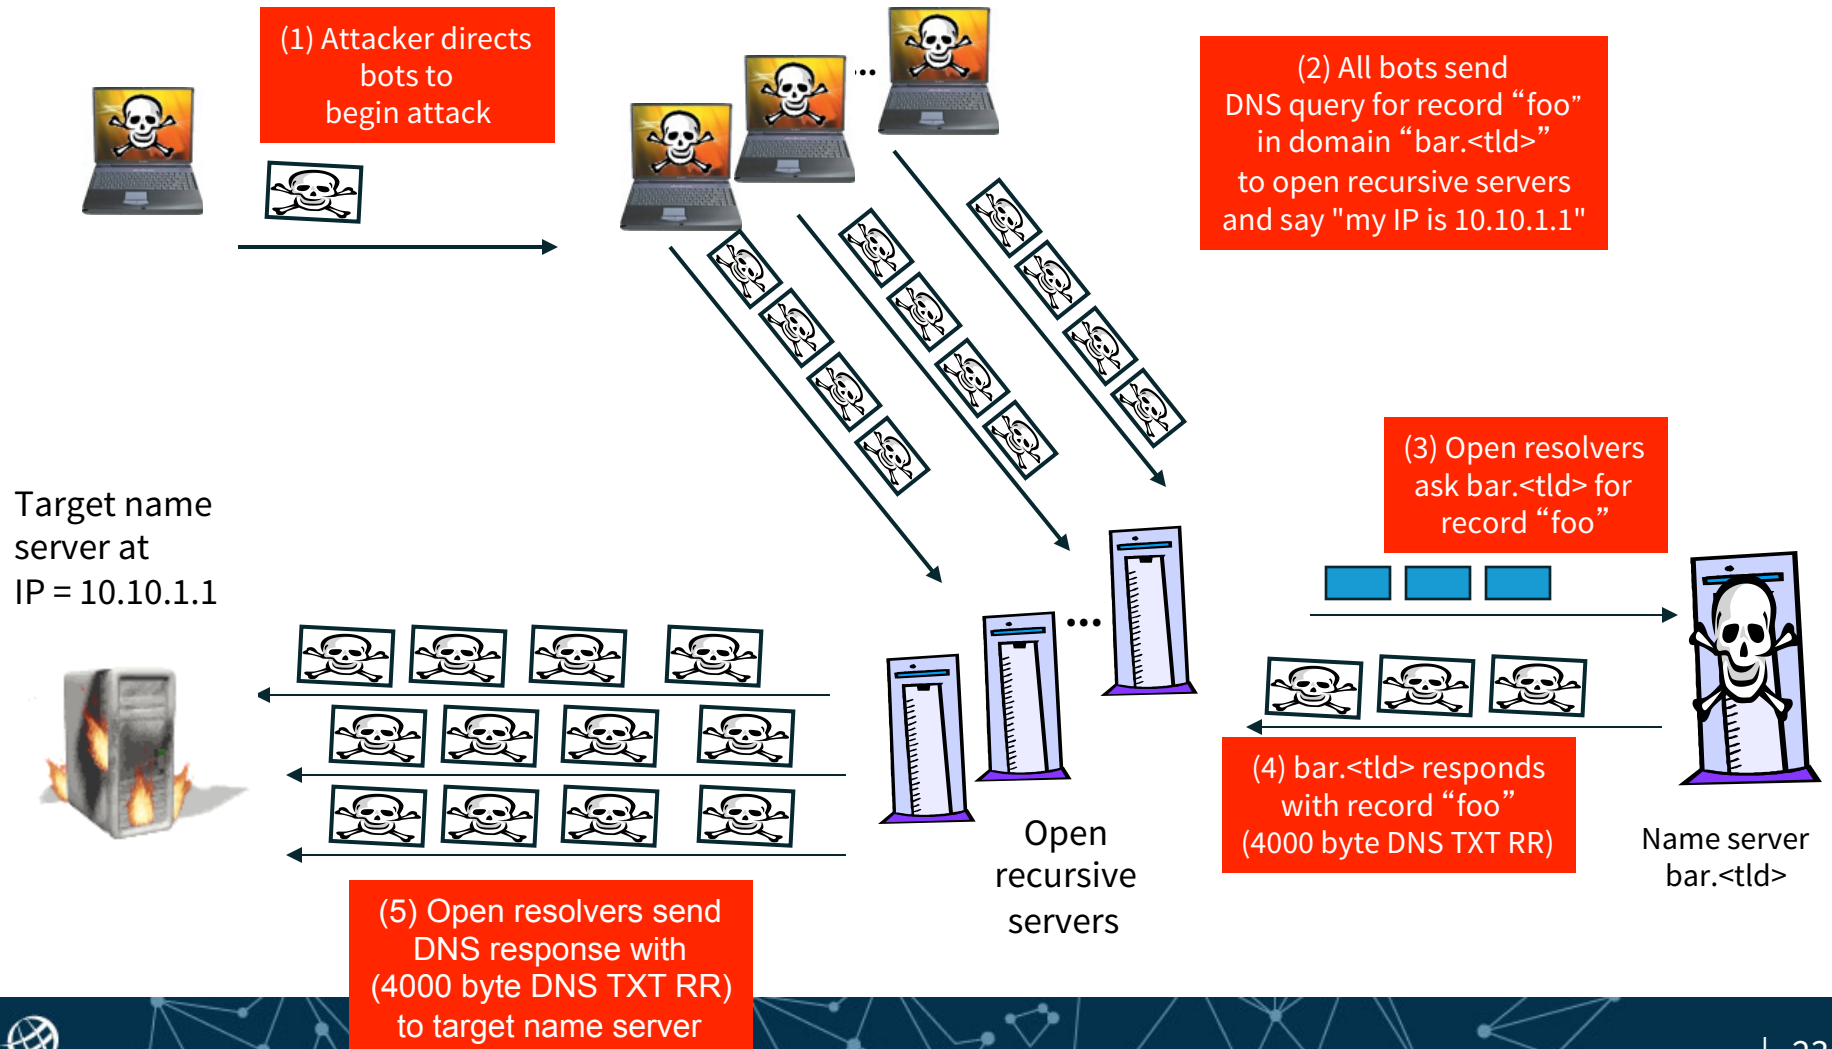 (1) Attacker directs
bots to
begin attack
...
(2) All bots send
DNS query for record “foo”
in domain “bar.<tld>”
to open recursive servers
and say "my IP is 10.10.1.1"
(3) Open resolvers
ask bar.<tld> for
record “foo”
Target name
server at
IP = 10.10.1.1
...
(4) bar.<tld> responds
with record “foo”
(4000 byte DNS TXT RR)
Name server
bar.<tld>
Open
recursive
servers
(5) Open resolvers send
DNS response with
(4000 byte DNS TXT RR)
to target name server